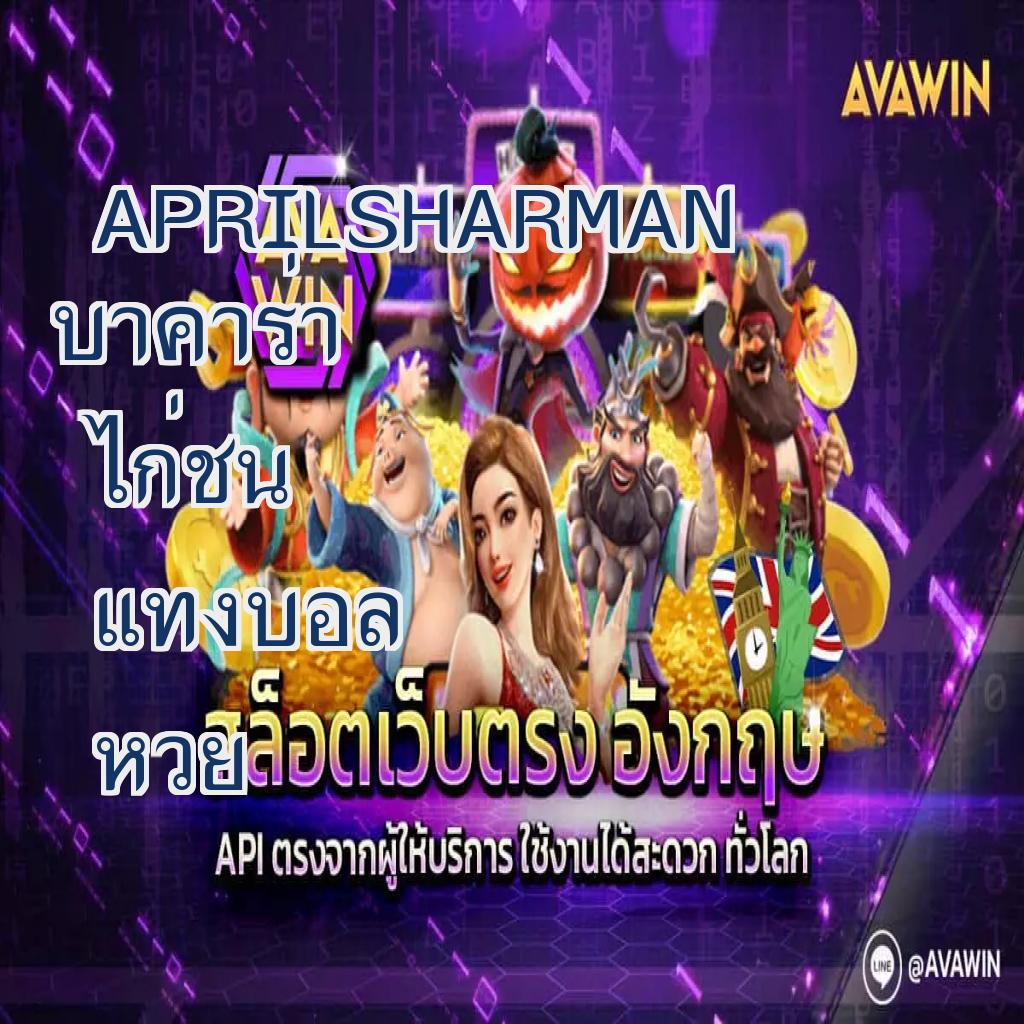 AVAWIN
APRILSHARMAN
AVA
WIN
บาคาร่า
ไก่ชน
แทงบอล
สล็อตเว็บตรง อังกฤษ
หวย
API ตรงจากผู้ให้บริการ ใช้งานได้สะดวก ทั่วโลก
LINE @AVAWIN